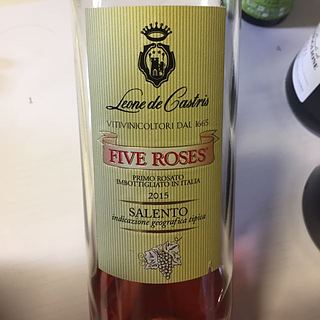 Leone de Castris
VITIVINICOLTORI DAL 1665
FIVE ROSES®
PRIMO ROSATO
IMBOTTIGLIATO IN ITALIA
2015
SALENTO
indicazione geografica tipica